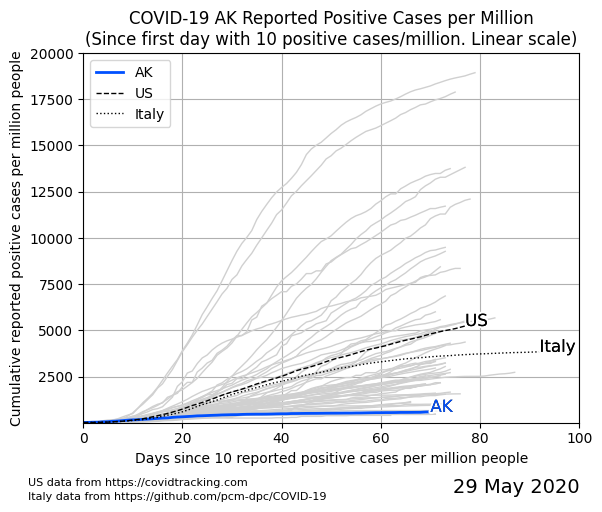 COVID-19 AK Reported Positive Cases per Million
(Since first day with 10 positive cases/million. Linear scale)
Cumulative reported positive cases per million people
20000
17500
15000
12500
10000
7500
5000
2500
AK
US
Italy
US
Italy
AK
0
20
40
60
80
100
Days since 10 reported positive cases per million people
US data from https://covidtracking.com
Italy data from https://github.com/pcm-dpc/COVID-19
29 May 2020